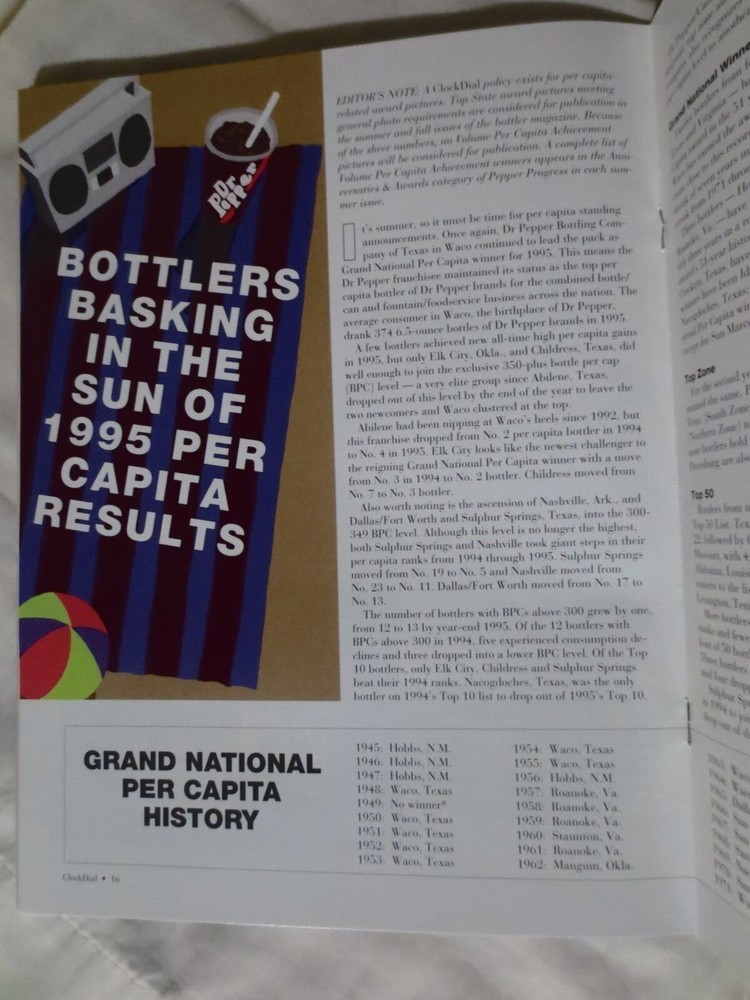 Dr Pepper
BOTTLERS
BASKING
IN THE
SUN OF
1995 PER
CAPITA
RESULTS
EDITOR'S NOTE: A ClockDial policy exists for per capita-
related award pictures. Top State award pictures meeting
general photo requirements are considered for publication in
the summer and fall issues of the bottler magazine. Because
of the sheer numbers, no Volume Per Capita Achievement
pictures will be considered for publication. A complete list of
Volume Per Capita Achievement winners appears in the Anni-
versaries & Awards category of Pepper Progress in each sum-
mer issue.
It's summer, so it must be time for per capita standing
announcements. Once again, Dr Pepper Bottling Com-
pany of Texas in Waco continued to lead the pack as
Grand National Per Capita winner for 1995. This means the
Dr Pepper franchisee maintained its status as the top per
capita bottler of Dr Pepper brands for the combined bottle/
can and fountain/foodservice business across the nation. The
average consumer in Waco, the birthplace of Dr Pepper,
drank 374 6.5-ounce bottles of Dr Pepper brands in 1995.
A few bottlers achieved new all-time high per capita gains
in 1995, but only Elk City, Okla., and Childress, Texas, did
well enough to join the exclusive 350-plus bottle per cap
(BPC) level — a very elite group since Abilene, Texas,
dropped out of this level by the end of the year to leave the
two newcomers and Waco clustered at the top.
Abilene had been nipping at Waco's heels since 1992, but
this franchise dropped from No. 2 per capita bottler in 1994
to No. 4 in 1995. Elk City looks like the newest challenger to
the reigning Grand National Per Capita winner with a move
from No. 3 in 1994 to No. 2 bottler. Childress moved from
No. 7 to No. 3 bottler.
Also worth noting is the ascension of Nashville, Ark., and
Dallas/Fort Worth and Sulphur Springs, Texas, into the 300-
349 BPC level. Although this level is no longer the highest,
both Sulphur Springs and Nashville took giant steps in their
per capita ranks from 1994 through 1995. Sulphur Springs
moved from No. 19 to No. 5 and Nashville moved from
No. 23 to No. 11. Dallas/Fort Worth moved from No. 17 to
No. 13.
The number of bottlers with BPCs above 300 grew by one,
from 12 to 13 by year-end 1995. Of the 12 bottlers with
BPCs above 300 in 1994, five experienced consumption de-
clines and three dropped into a lower BPC level. Of the Top
10 bottlers, only Elk City, Childress and Sulphur Springs
beat their 1994 ranks. Nacogdoches, Texas, was the only
bottler on 1994's Top 10 list to drop out of 1995's Top 10.
GRAND NATIONAL
PER CAPITA
HISTORY
1945: Hobbs, N.M.
1946: Hobbs, N.M.
1947: Hobbs, N.M.
1948: Waco, Texas
1949: No winner*
1950: Waco, Texas
1951: Waco, Texas
1952: Waco, Texas
1953: Waco, Texas
1954: Waco, Texas
1955: Waco, Texas
1956: Hobbs, N.M.
1957: Roanoke, Va.
1958: Roanoke, Va.
1959: Roanoke, Va.
1960: Staunton, Va.
1961: Roanoke, Va.
1962: Mangum, Okla.
ClockDial • 16
Grand National Winn
Top Zone
For the second ye
Top 50